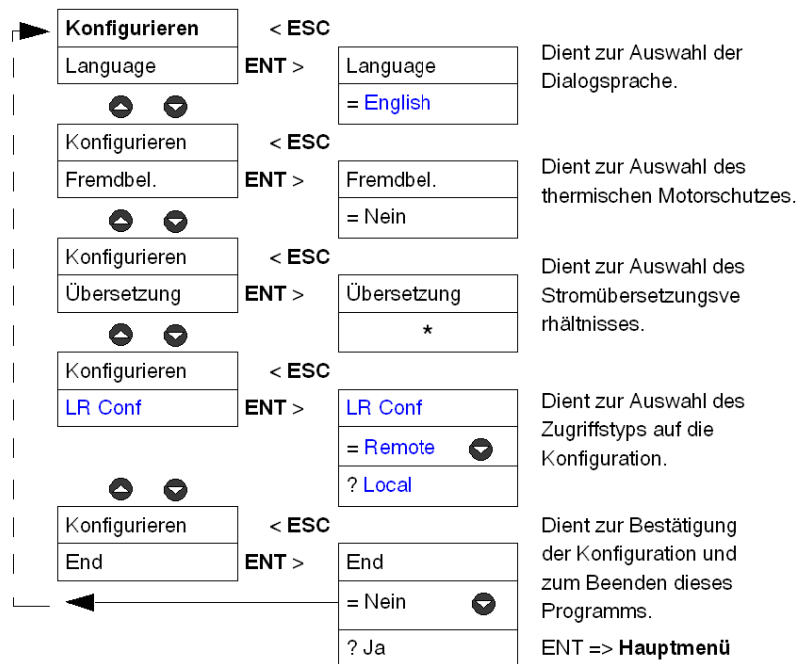 Konfigurieren < ESC
Language ENT > Language
= English
Dient zur Auswahl der
Dialogsprache.
Konfigurieren < ESC
Fremdbel. ENT > Fremdbel.
= Nein
Dient zur Auswahl des
thermischen Motorschutzes.
Konfigurieren < ESC
Übersetzung ENT > Übersetzung
*
Dient zur Auswahl des
Stromübersetzungsve
rhältnisses.
Konfigurieren < ESC
LR Conf ENT > LR Conf
= Remote
? Local
Dient zur Auswahl des
Zugriffstyps auf die
Konfiguration.
Konfigurieren < ESC
End ENT > End
= Nein
? Ja
Dient zur Bestätigung
der Konfiguration und
zum Beenden dieses
Programms.
ENT => Hauptmenü